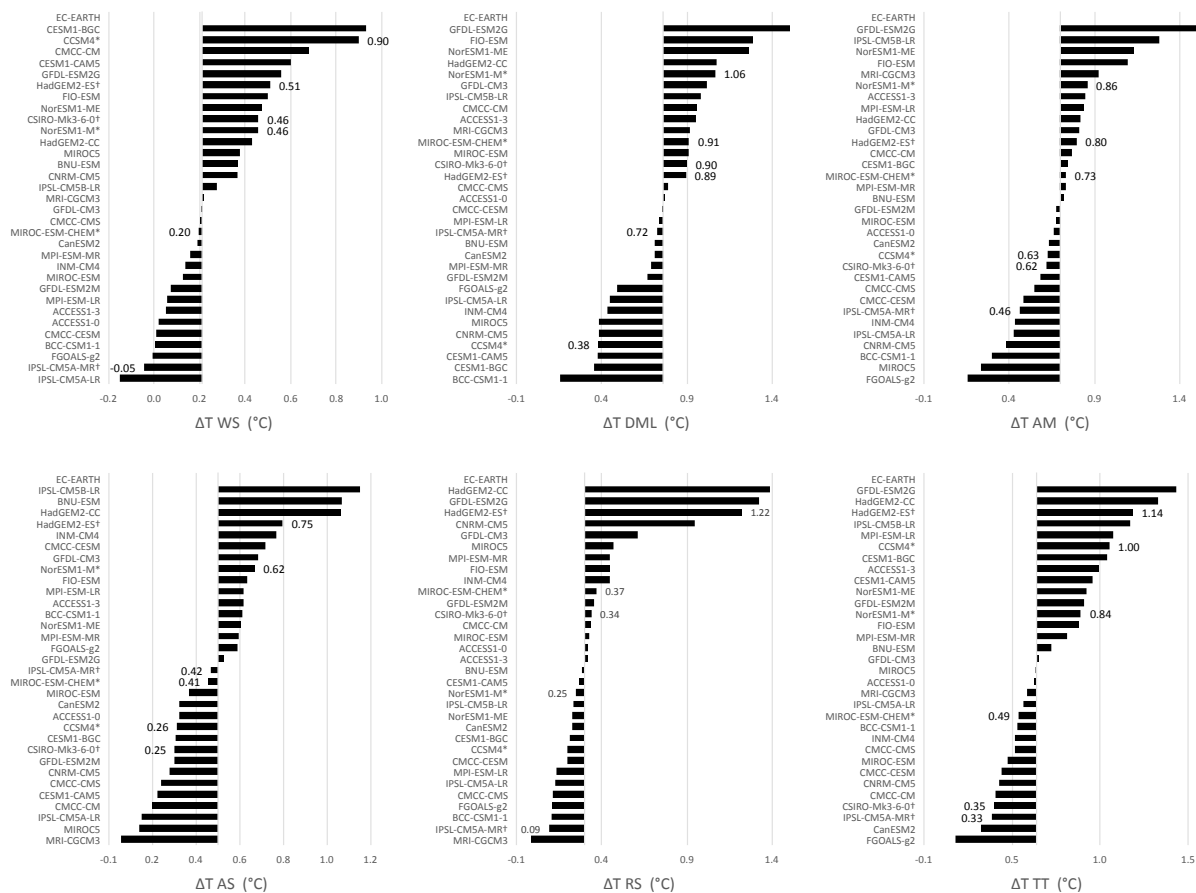 EC-EARTH
CESM1-BGC
CCSM4* 0.90
CMCC-CM
CESM1-CAM5
GFDL-ESM2G
HadGEM2-ES† 0.51
FIO-ESM
NorESM1-ME
CSIRO-Mk3-6-0† 0.46
NorESM1-M* 0.46
HadGEM2-CC
MIROC5
BNU-ESM
CNRM-CM5
IPSL-CM5B-LR
MRI-CGCM3
GFDL-CM3
CMCC-CMS
MIROC-ESM-CHEM* 0.20
CanESM2
MPI-ESM-MR
INM-CM4
MIROC-ESM
GFDL-ESM2M
MPI-ESM-LR
ACCESS1-3
ACCESS1-0
CMCC-CESM
BCC-CSM1-1
FGOALS-g2
IPSL-CM5A-MR† -0.05
IPSL-CM5A-LR
-0.2 0.0 0.2 0.4 0.6 0.8 1.0
ΔT WS (°C)
EC-EARTH
GFDL-ESM2G
FIO-ESM
NorESM1-ME
HadGEM2-CC
NorESM1-M* 1.06
GFDL-CM3
IPSL-CM5B-LR
CMCC-CM
ACCESS1-3
MRI-CGCM3
MIROC-ESM-CHEM* 0.91
MIROC-ESM
CSIRO-Mk3-6-0† 0.90
HadGEM2-ES† 0.89
CMCC-CMS
ACCESS1-0
CMCC-CESM
MPI-ESM-LR
IPSL-CM5A-MR† 0.72
BNU-ESM
CanESM2
MPI-ESM-MR
GFDL-ESM2M
FGOALS-g2
IPSL-CM5A-LR
INM-CM4
MIROC5
CNRM-CM5
CCSM4* 0.38
CESM1-CAM5
CESM1-BGC
BCC-CSM1-1
-0.1 0.4 0.9 1.4
ΔT DML (°C)
EC-EARTH
GFDL-ESM2G
IPSL-CM5B-LR
NorESM1-ME
FIO-ESM
MRI-CGCM3
NorESM1-M* 0.86
ACCESS1-3
MPI-ESM-LR
HadGEM2-CC
GFDL-CM3
HadGEM2-ES† 0.80
CMCC-CM
CESM1-BGC
MIROC-ESM-CHEM* 0.73
MPI-ESM-MR
BNU-ESM
GFDL-ESM2M
MIROC-ESM
ACCESS1-0
CanESM2
CCSM4* 0.63
CSIRO-Mk3-6-0† 0.62
CESM1-CAM5
CMCC-CMS
CMCC-CESM
IPSL-CM5A-MR† 0.46
INM-CM4
IPSL-CM5A-LR
CNRM-CM5
BCC-CSM1-1
MIROC5
FGOALS-g2
-0.1 0.4 0.9 1.4
ΔT AM (°C)
EC-EARTH
IPSL-CM5B-LR
BNU-ESM
HadGEM2-CC
HadGEM2-ES† 0.75
INM-CM4
CMCC-CESM
GFDL-CM3
NorESM1-M* 0.62
FIO-ESM
MPI-ESM-LR
ACCESS1-3
BCC-CSM1-1
NorESM1-ME
MPI-ESM-MR
FGOALS-g2
GFDL-ESM2G
IPSL-CM5A-MR† 0.42
MIROC-ESM-CHEM* 0.41
MIROC-ESM
CanESM2
ACCESS1-0
CCSM4* 0.26
CESM1-BGC
CSIRO-Mk3-6-0† 0.25
GFDL-ESM2M
CNRM-CM5
CMCC-CMS
CESM1-CAM5
CMCC-CM
IPSL-CM5A-LR
MIROC5
MRI-CGCM3
-0.1 0.2 0.4 0.6 0.8 1.0 1.2
ΔT AS (°C)
EC-EARTH
HadGEM2-CC
GFDL-ESM2G
HadGEM2-ES† 1.22
CNRM-CM5
GFDL-CM3
MIROC5
MPI-ESM-MR
FIO-ESM
INM-CM4
MIROC-ESM-CHEM* 0.37
GFDL-ESM2M
CSIRO-Mk3-6-0† 0.34
CMCC-CM
MIROC-ESM
ACCESS1-0
ACCESS1-3
BNU-ESM
CESM1-CAM5
NorESM1-M* 0.25
IPSL-CM5B-LR
NorESM1-ME
CanESM2
CESM1-BGC
CCSM4*
CMCC-CESM
MPI-ESM-LR
IPSL-CM5A-LR
CMCC-CMS
FGOALS-g2
BCC-CSM1-1
IPSL-CM5A-MR† 0.09
MRI-CGCM3
-0.1 0.4 0.9 1.4
ΔT RS (°C)
EC-EARTH
GFDL-ESM2G
HadGEM2-CC
HadGEM2-ES† 1.14
IPSL-CM5B-LR
MPI-ESM-LR
CCSM4* 1.00
CESM1-BGC
ACCESS1-3
CESM1-CAM5
NorESM1-ME
GFDL-ESM2M
NorESM1-M* 0.84
FIO-ESM
MPI-ESM-MR
BNU-ESM
GFDL-CM3
MIROC5
ACCESS1-0
MRI-CGCM3
IPSL-CM5A-LR
MIROC-ESM-CHEM* 0.49
BCC-CSM1-1
INM-CM4
CMCC-CMS
MIROC-ESM
CMCC-CESM
CNRM-CM5
CMCC-CM
CSIRO-Mk3-6-0† 0.35
IPSL-CM5A-MR† 0.33
CanESM2
FGOALS-g2
-0.1 0.5 1.0 1.5
ΔT TT (°C)